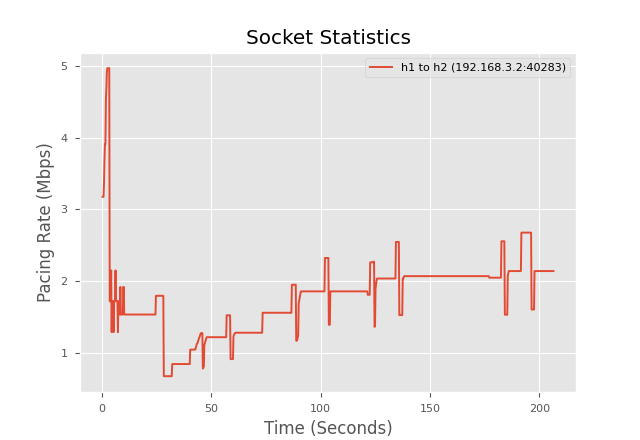 Socket Statistics
h1 to h2 (192.168.3.2:40283)
Pacing Rate (Mbps)
5
4
3
2
1
0
50
100
150
200
Time (Seconds)